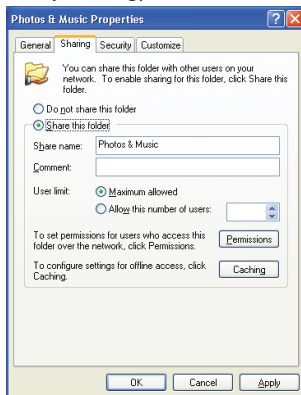 Photos & Music Properties
General Sharing Security Customize
You can share this folder with other users on your
network. To enable sharing for this folder, click Share this
folder.
Do not share this folder
Share this folder
Share name: Photos & Music
Comment:
User limit: Maximum allowed
Allow this number of users:
To set permissions for users who access this
folder over the network, click Permissions.
Permissions
To configure settings for offline access, click
Caching.
Caching
OK Cancel Apply